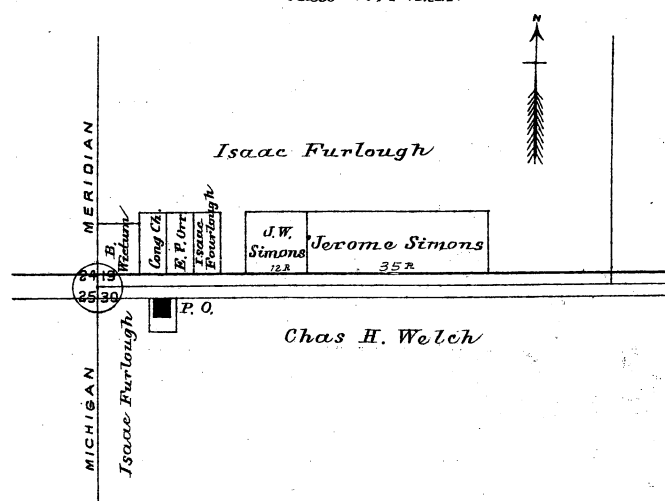 N
MERIDIAN
Isaac Furlough
B.
Wietum
Cong Ch.
E. P. Orr
Isaac
Fourlough
J. W.
Simons
12 R
Jerome Simons
35 R
24 19
25 30
P. O.
Isaac Furlough
Chas H. Welch
MICHIGAN